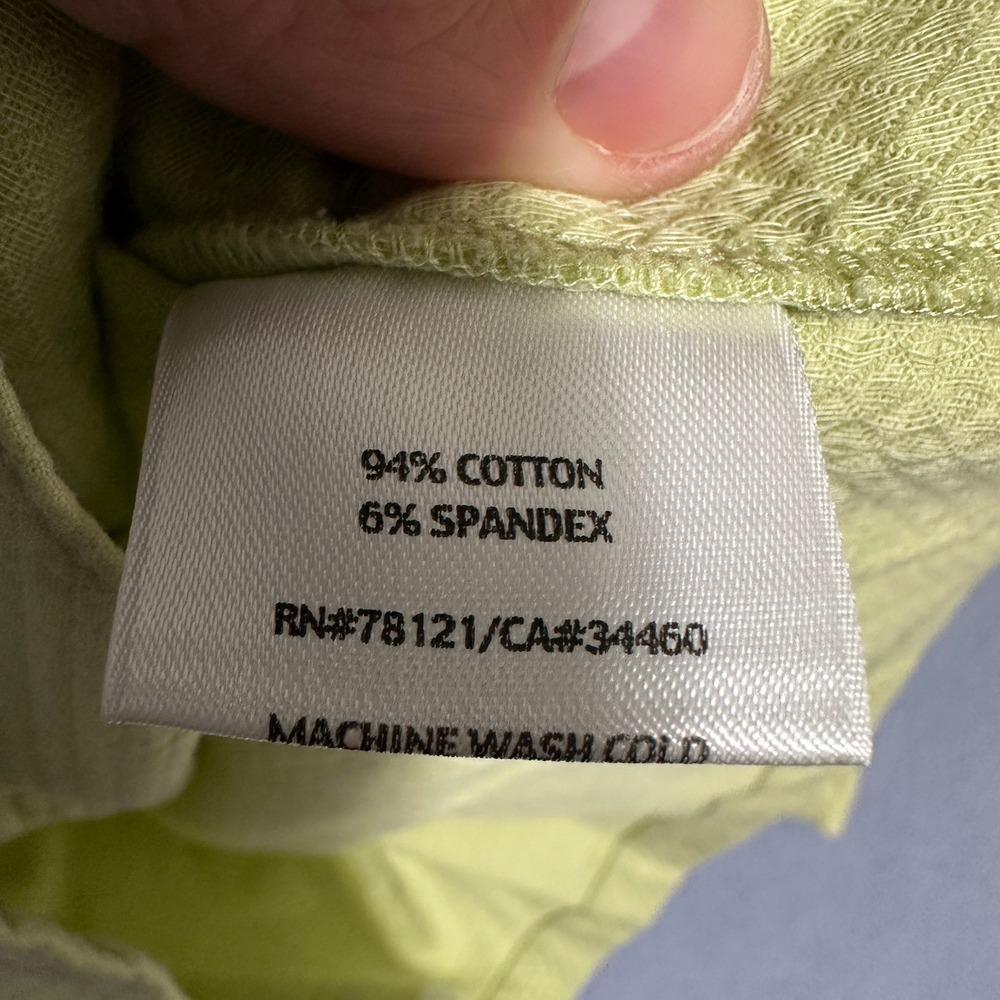 94% COTTON
6% SPANDEX
RN#78121/CA#34460
MACHINE WASH COLD